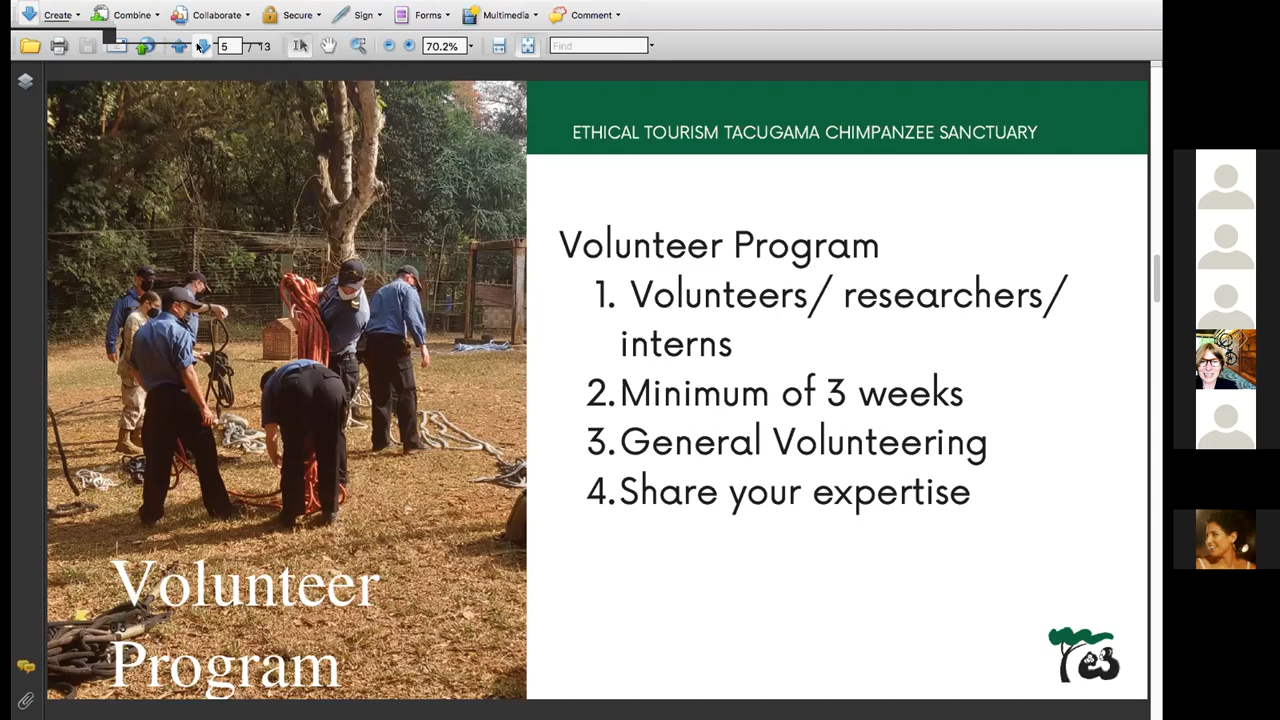 Create Combine Collaborate Secure Sign Forms Multimedia Comment
5 / 13 70.2% Find
ETHICAL TOURISM TACUGAMA CHIMPANZEE SANCTUARY
Volunteer Program
1. Volunteers/ researchers/
interns
2. Minimum of 3 weeks
3. General Volunteering
4. Share your expertise
Volunteer
Program